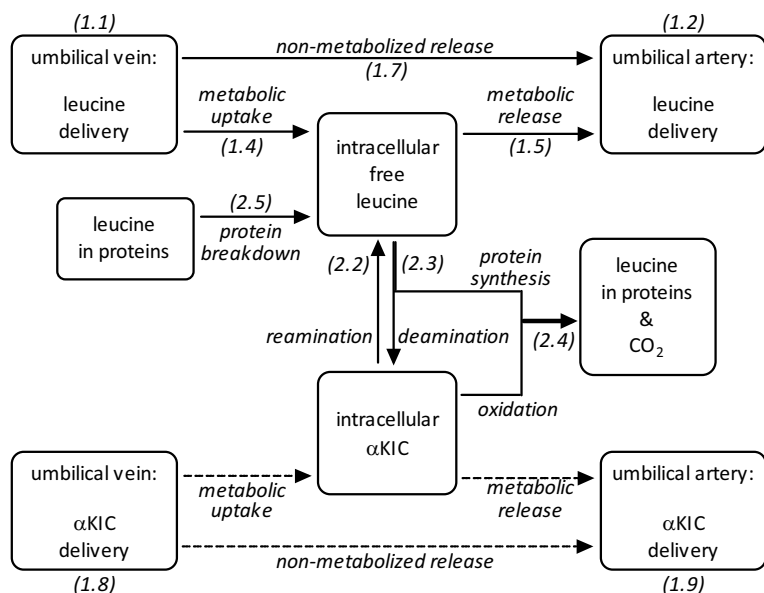 (1.1)
(1.2)
umbilical vein:
leucine
delivery
non-metabolized release
(1.7)
umbilical artery:
leucine
delivery
metabolic
uptake
(1.4)
metabolic
release
(1.5)
intracellular
free
leucine
leucine
in proteins
(2.5)
protein
breakdown
(2.2)
(2.3)
protein
synthesis
leucine
in proteins
&
CO₂
reamination
deamination
(2.4)
oxidation
intracellular
αKIC
umbilical vein:
αKIC
delivery
metabolic
uptake
metabolic
release
umbilical artery:
αKIC
delivery
non-metabolized release
(1.8)
(1.9)